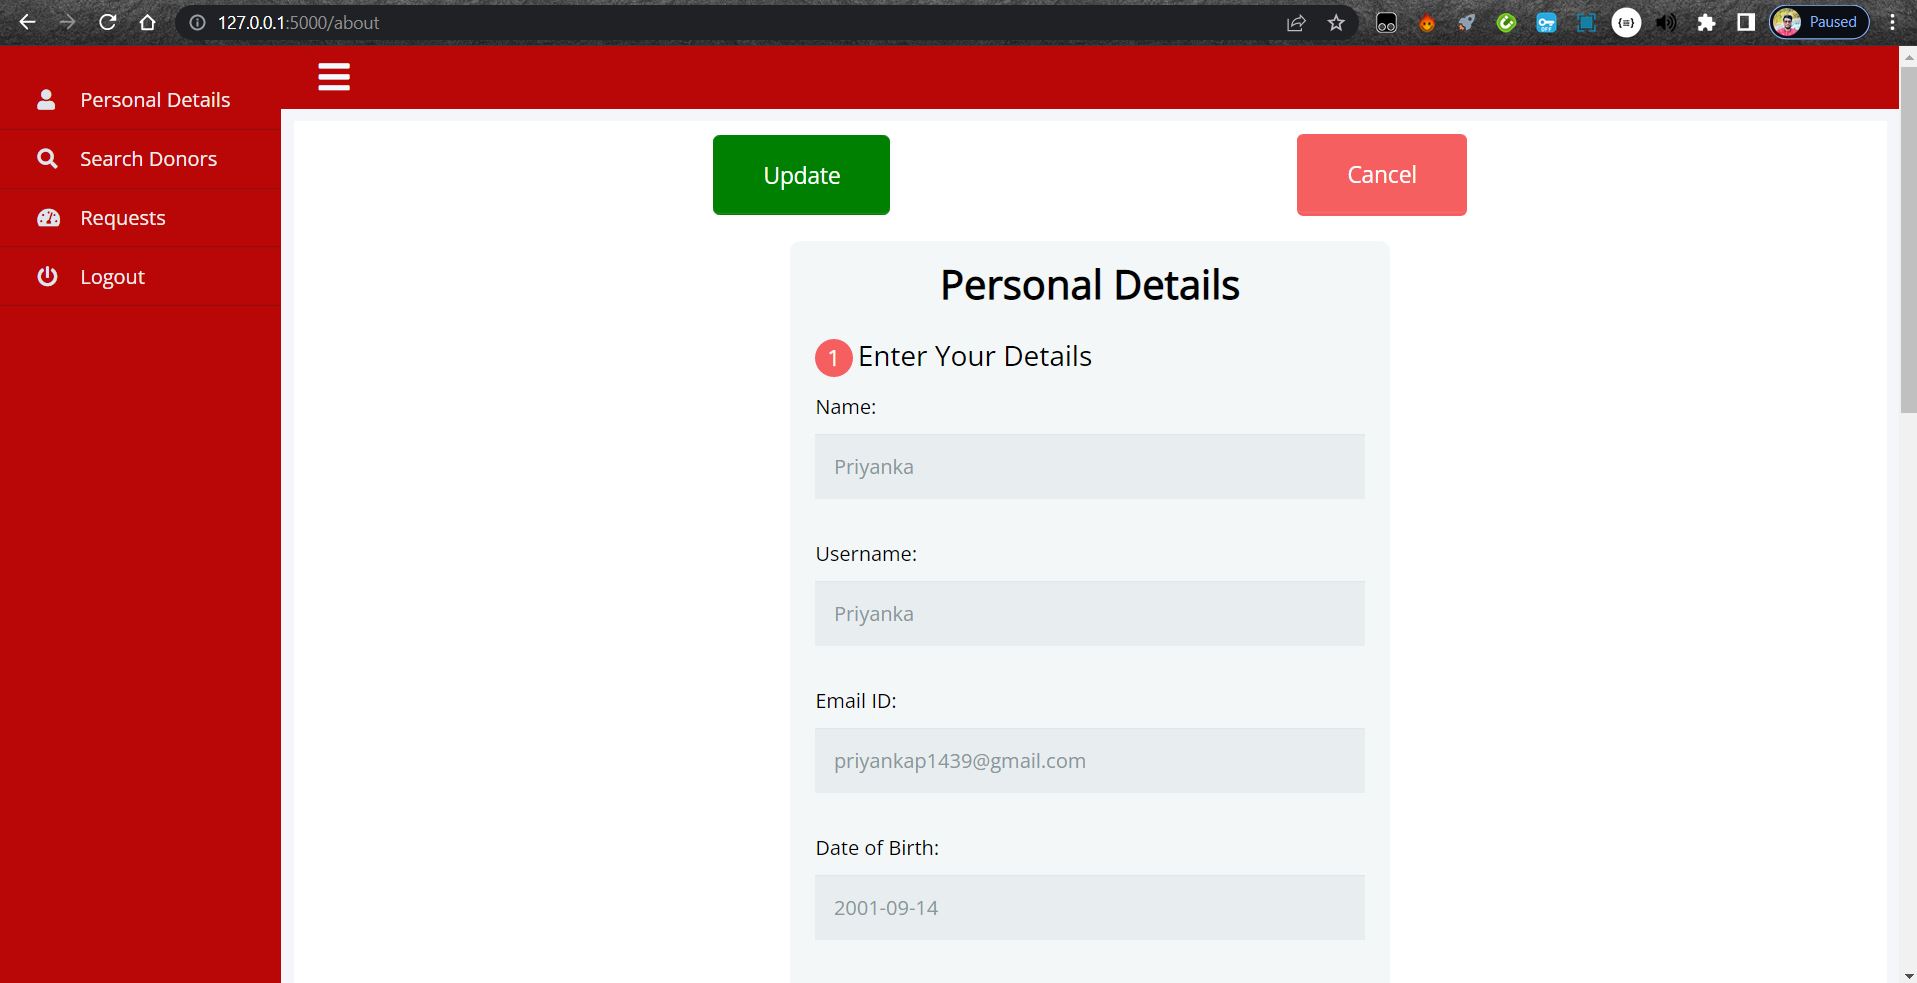 127.0.0.1:5000/about
Paused
Personal Details
Search Donors
Requests
Logout
Update
Cancel
Personal Details
1 Enter Your Details
Name:
Priyanka
Username:
Priyanka
Email ID:
priyankap1439@gmail.com
Date of Birth:
2001-09-14